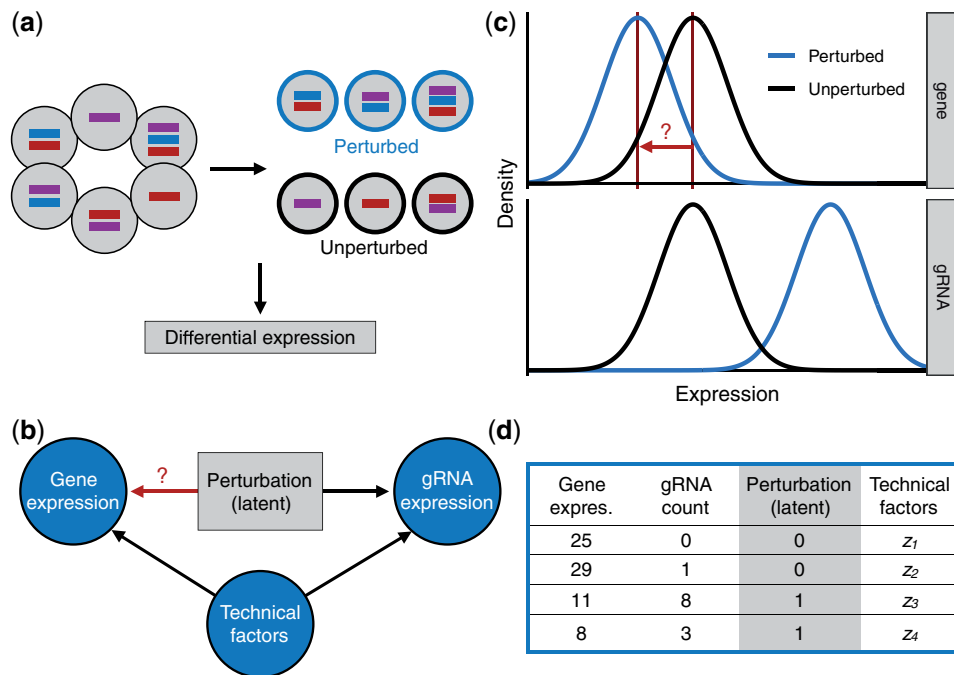 (a)
Perturbed
Unperturbed
Differential expression
(b)
Gene
expression
?
Perturbation
(latent)
gRNA
expression
Technical
factors
(c)
Perturbed
Unperturbed
?
gene
Density
gRNA
Expression
(d)
Gene expres. gRNA count Perturbation (latent) Technical factors
25 0 0 z1
29 1 0 z2
11 8 1 z3
8 3 1 z4